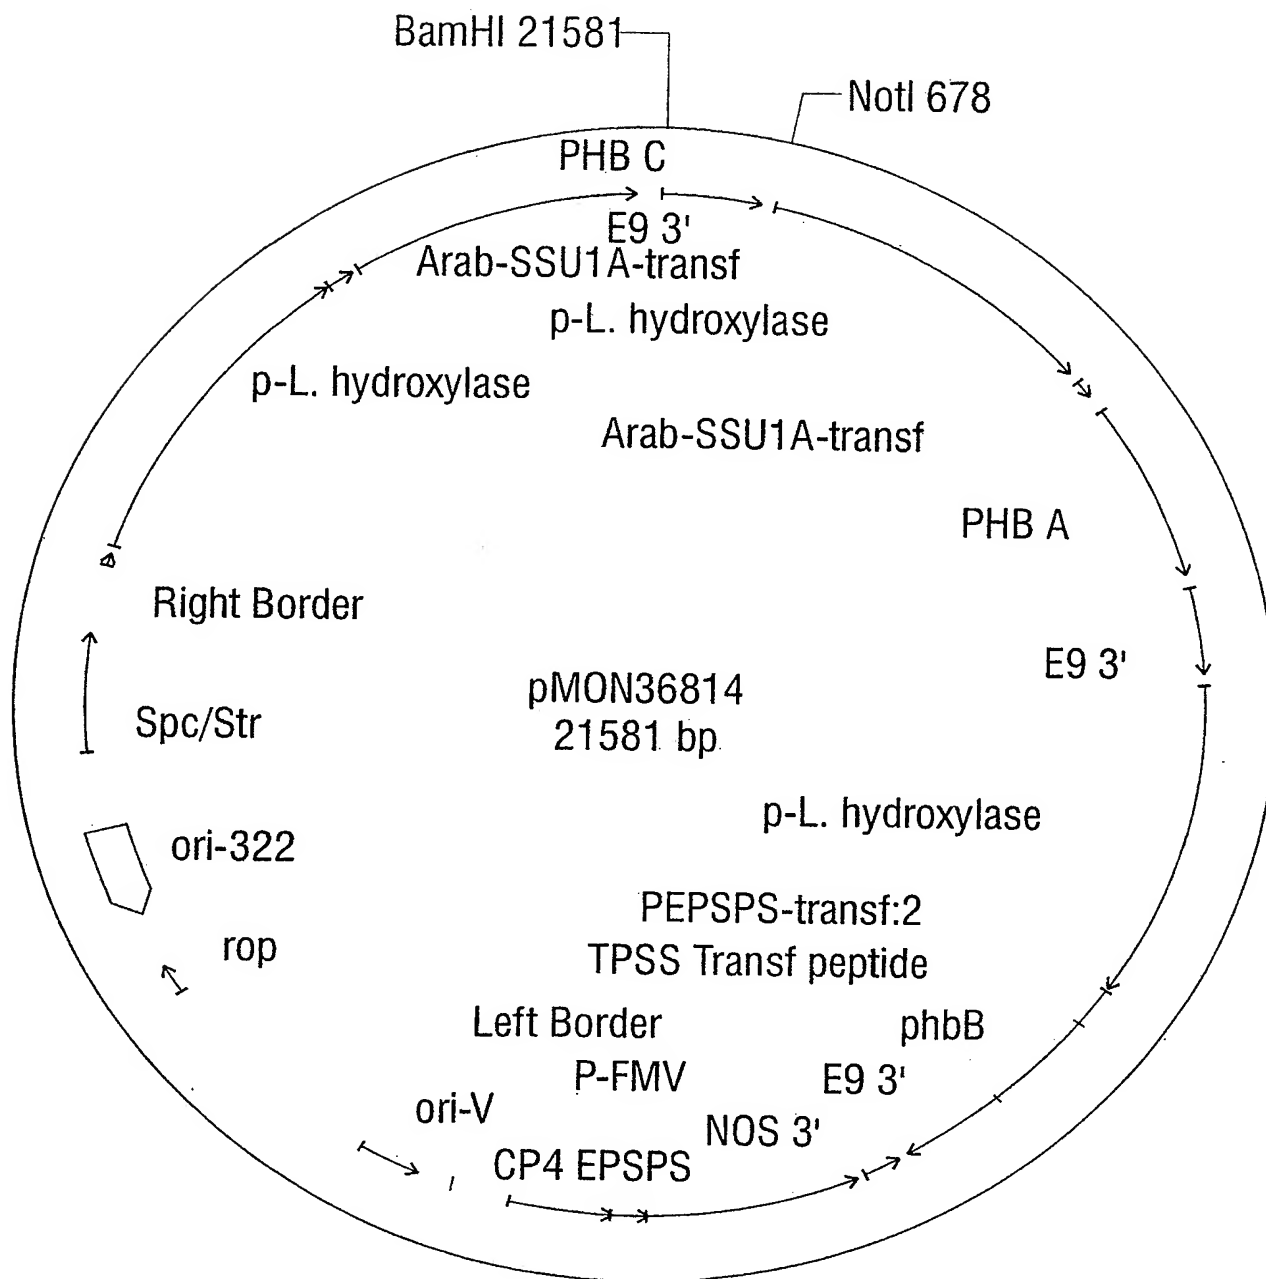 BamHI 21581
NotI 678
PHB C
E9 3'
Arab-SSU1A-transf
p-L. hydroxylase
p-L. hydroxylase
Arab-SSU1A-transf
PHB A
Right Border
E9 3'
pMON36814
21581 bp
Spc/Str
p-L. hydroxylase
ori-322
PEPSPS-transf:2
rop
TPSS Transf peptide
Left Border
phbB
P-FMV
E9 3'
ori-V
NOS 3'
CP4 EPSPS